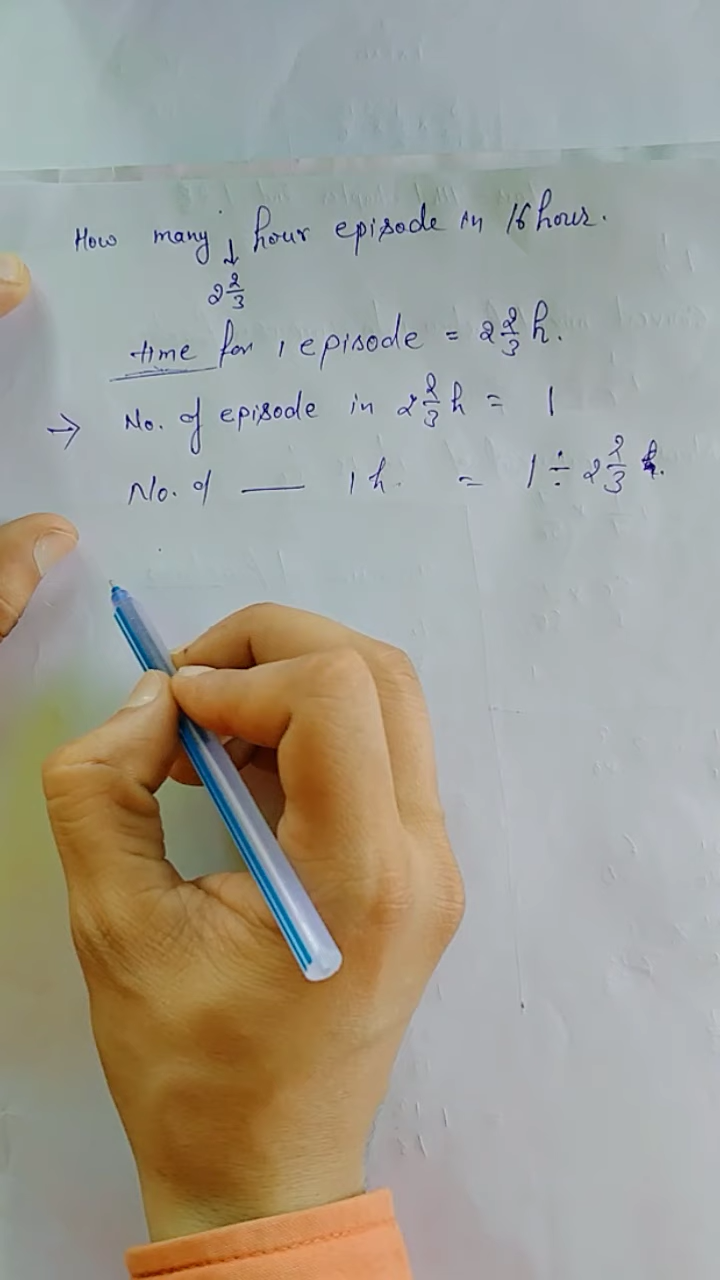 How many ↓ hour episode in 16 hour.
2 2/3
time for 1 episode = 2 2/3 h.
→ No. of episode in 2 2/3 h = 1
No. of —— 1 h. = 1 ÷ 2 2/3